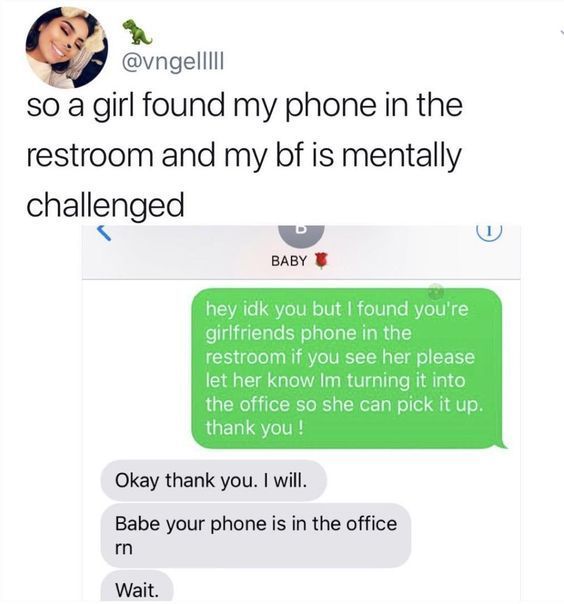 @vngelllll
so a girl found my phone in the
restroom and my bf is mentally
challenged
BABY 🌹
hey idk you but I found you're
girlfriends phone in the
restroom if you see her please
let her know Im turning it into
the office so she can pick it up.
thank you !
Okay thank you. I will.
Babe your phone is in the office
rn
Wait.